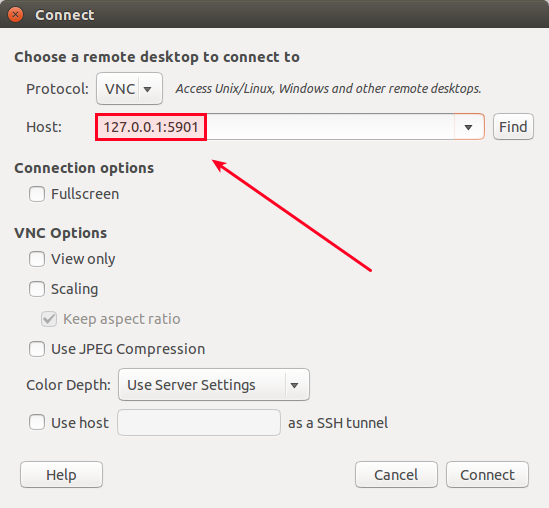 Connect
Choose a remote desktop to connect to
Protocol: VNC Access Unix/Linux, Windows and other remote desktops.
Host: 127.0.0.1:5901 Find
Connection options
Fullscreen
VNC Options
View only
Scaling
Keep aspect ratio
Use JPEG Compression
Color Depth: Use Server Settings
Use host as a SSH tunnel
Help Cancel Connect